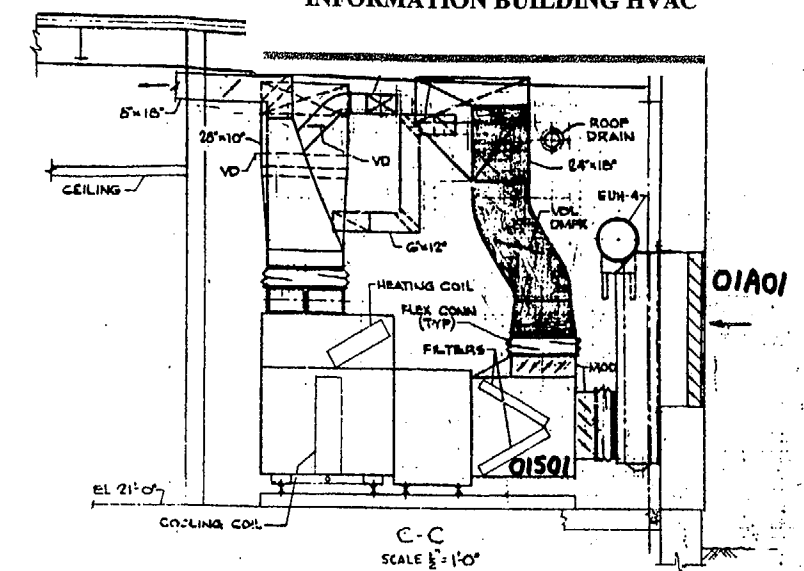 INFORMATION BUILDING HVAC
8"x18"
28"x10"
VD
VD
CEILING
6"x12"
ROOF
DRAIN
24"x18"
VOL
DMPR
EUH-4
01A01
HEATING COIL
FLEX CONN
(TYP)
FILTERS
MOD
01S01
EL 21'-0"
COOLING COIL
C-C
SCALE ½"=1'-0"